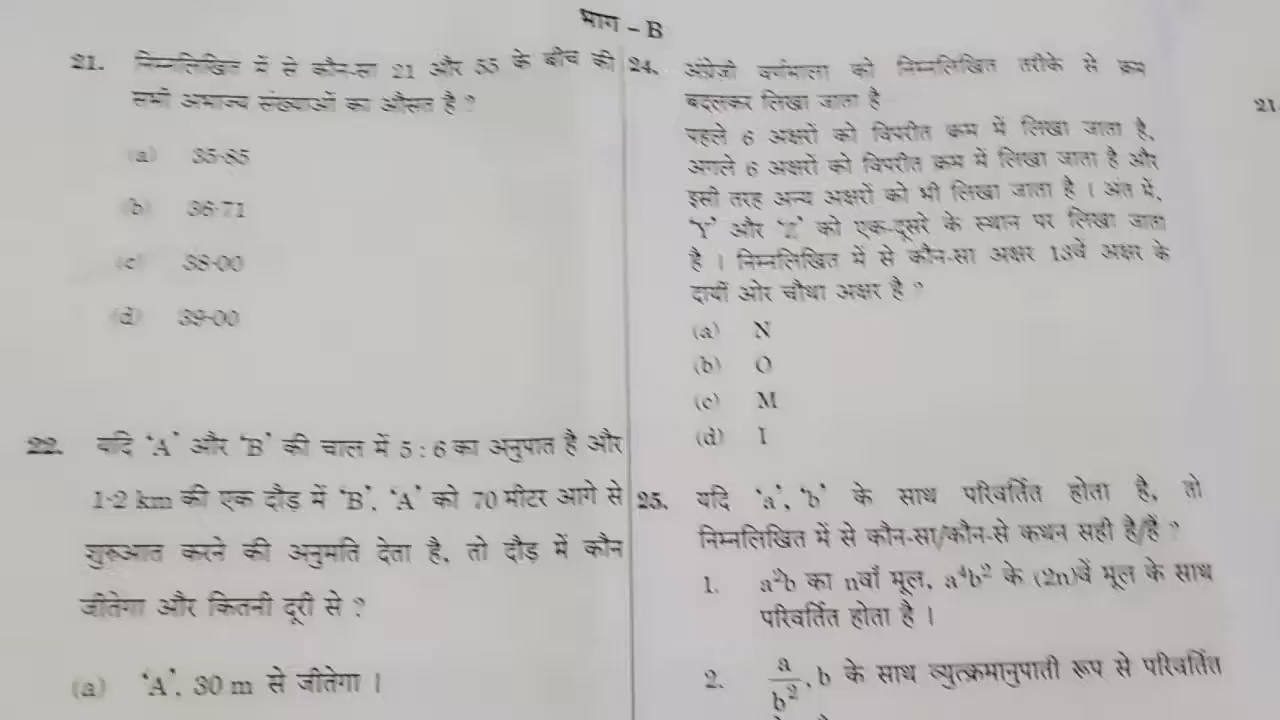 भाग – B
21. निम्नलिखित में से कौन-सा 21 और 55 के बीच की
सभी अभाज्य संख्याओं का औसत है ?
(a) 35·85
(b) 36·71
(c) 38·00
(d) 39·00
22. यदि ‘A’ और ‘B’ की चाल में 5 : 6 का अनुपात है और
1·2 km की एक दौड़ में ‘B’, ‘A’ को 70 मीटर आगे से
शुरुआत करने की अनुमति देता है, तो दौड़ में कौन
जीतेगा और कितनी दूरी से ?
(a) ‘A’, 30 m से जीतेगा ।
24. अंग्रेजी वर्णमाला को निम्नलिखित तरीके से क्रम
बदलकर लिखा जाता है
पहले 6 अक्षरों को विपरीत क्रम में लिखा जाता है,
अगले 6 अक्षरों को विपरीत क्रम में लिखा जाता है और
इसी तरह अन्य अक्षरों को भी लिखा जाता है । अंत में,
‘Y’ और ‘Z’ को एक-दूसरे के स्थान पर लिखा जाता
है । निम्नलिखित में से कौन-सा अक्षर 13वें अक्षर के
दायीं ओर चौथा अक्षर है ?
(a) N
(b) O
(c) M
(d) I
25. यदि ‘a’, ‘b’ के साथ परिवर्तित होता है, तो
निम्नलिखित में से कौन-सा/कौन-से कथन सही है/हैं ?
1. a²b का nवाँ मूल, a⁴b² के (2n)वें मूल के साथ
परिवर्तित होता है ।
2. a/b², b के साथ व्युत्क्रमानुपाती रूप से परिवर्तित
21